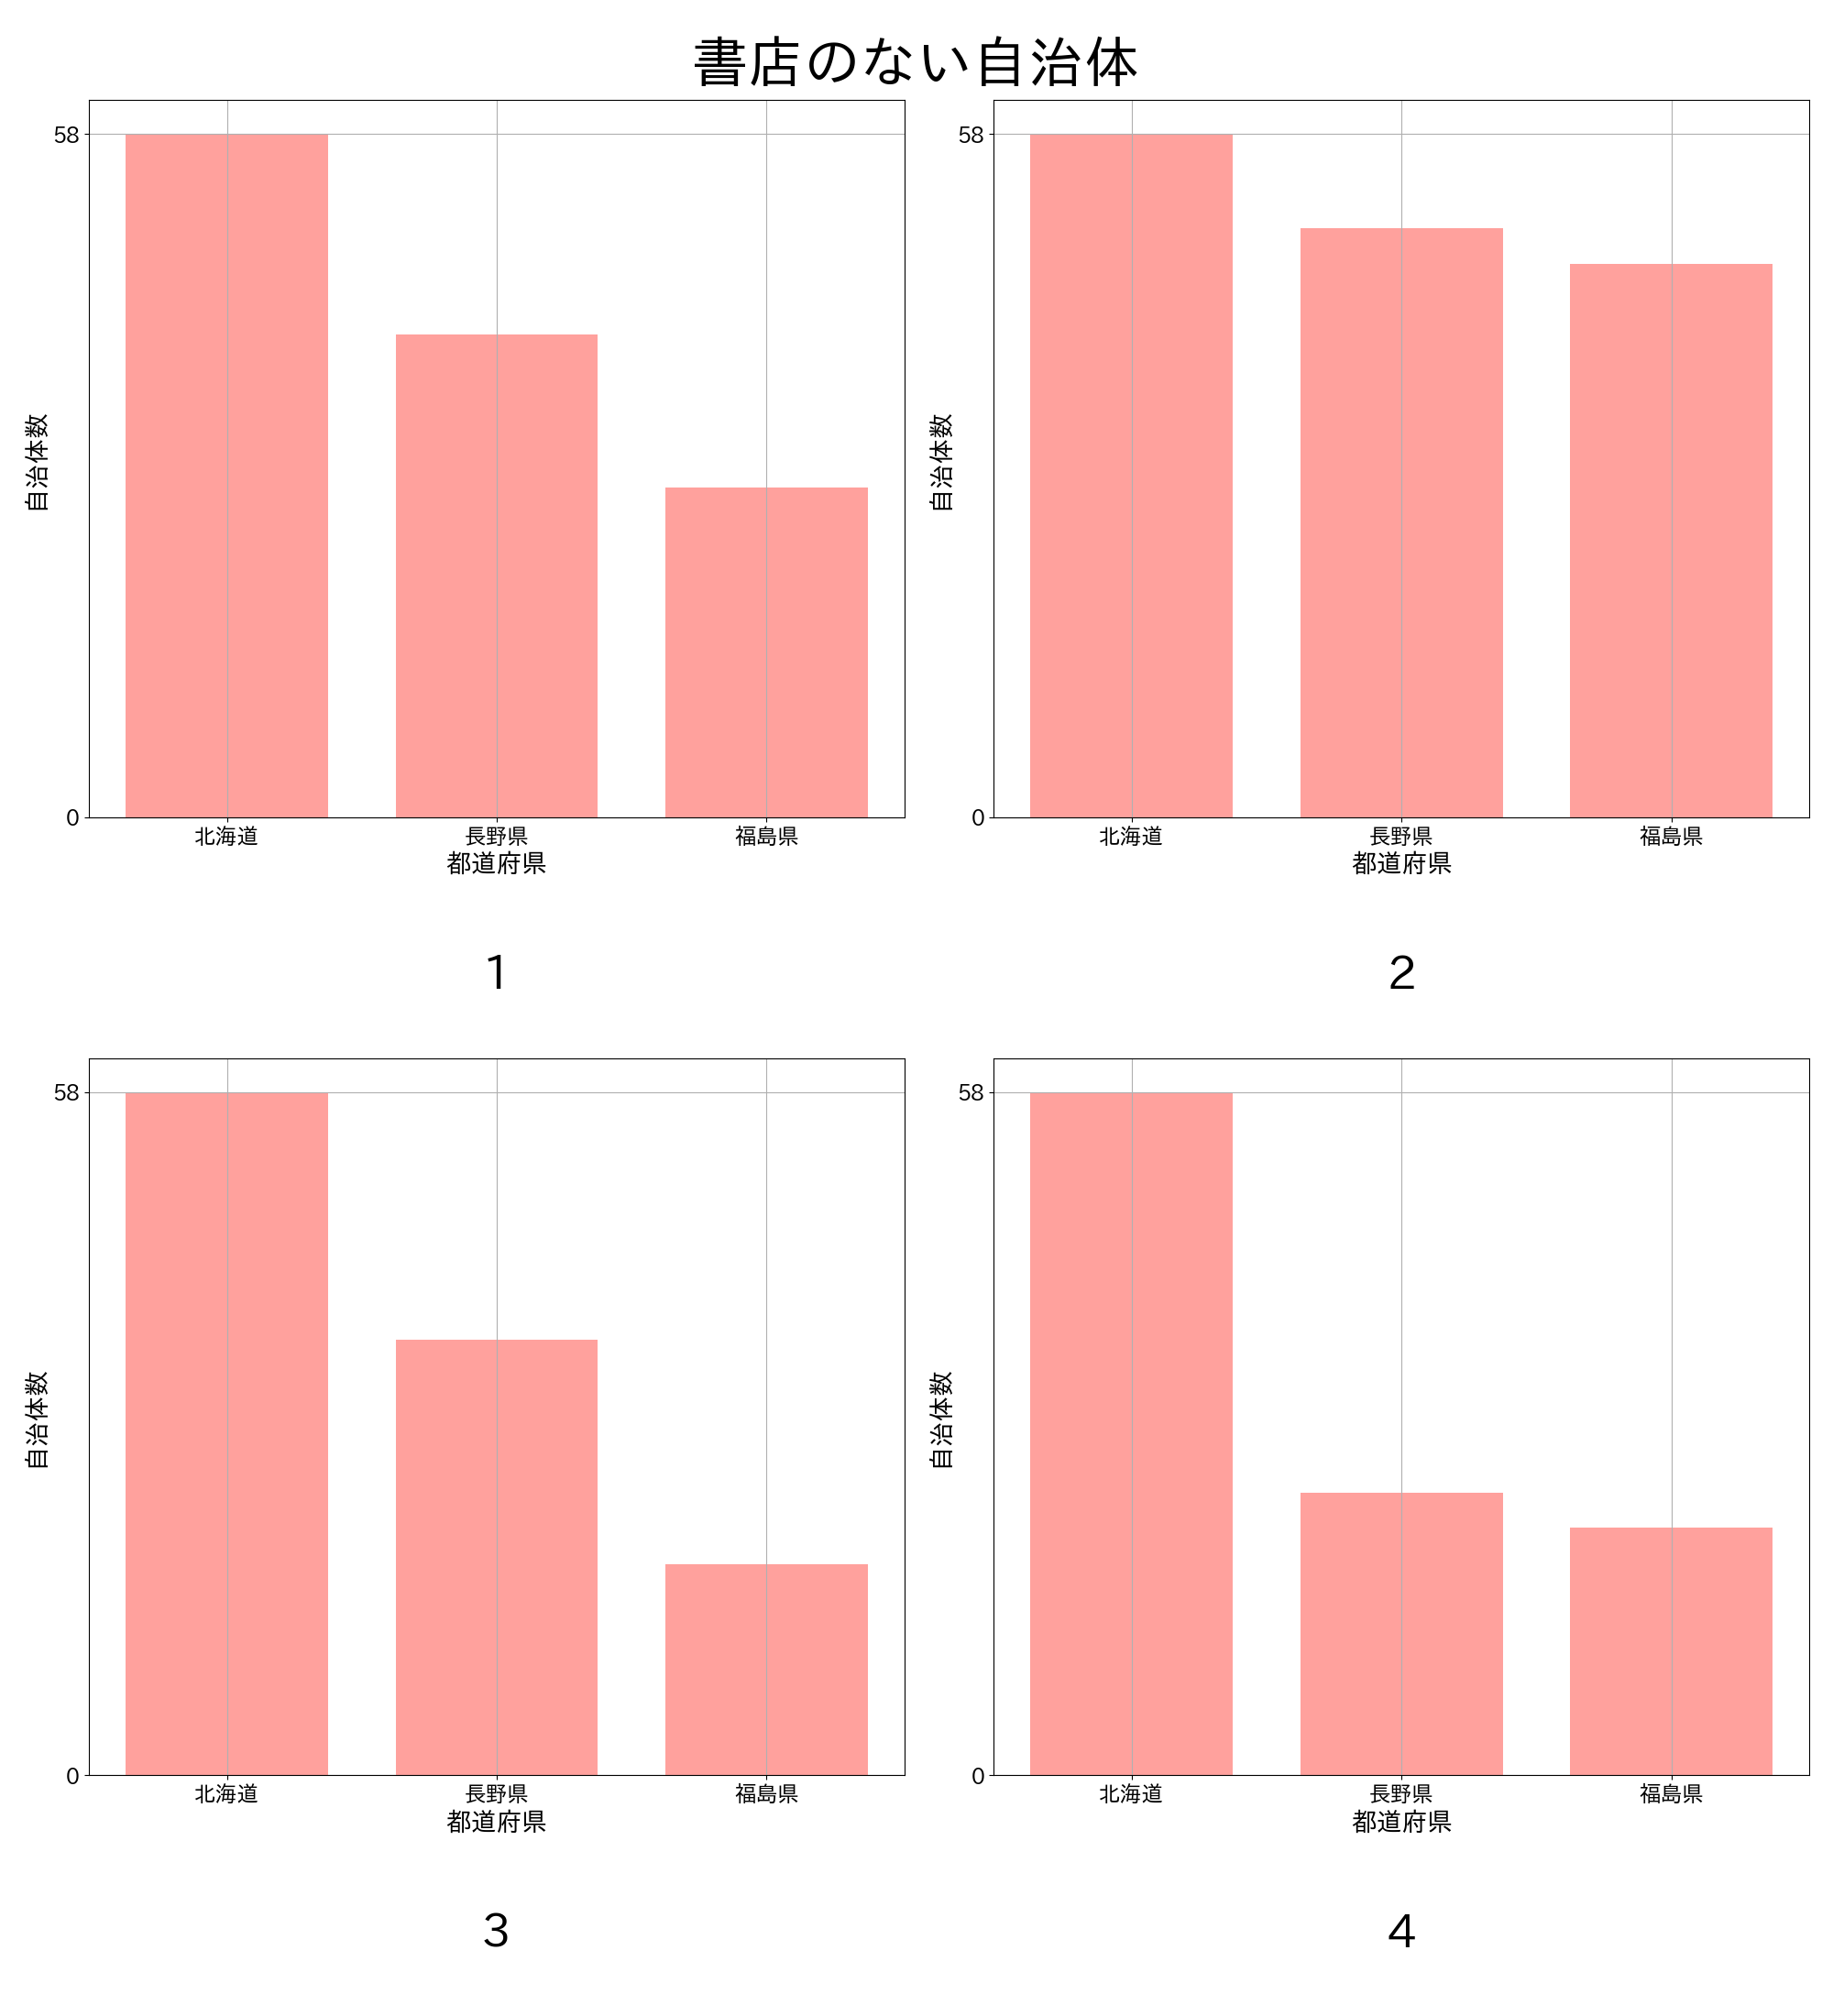 書店のない自治体
58
0
自治体数
北海道 長野県 福島県
都道府県
1
58
0
自治体数
北海道 長野県 福島県
都道府県
2
58
0
自治体数
北海道 長野県 福島県
都道府県
3
58
0
自治体数
北海道 長野県 福島県
都道府県
4